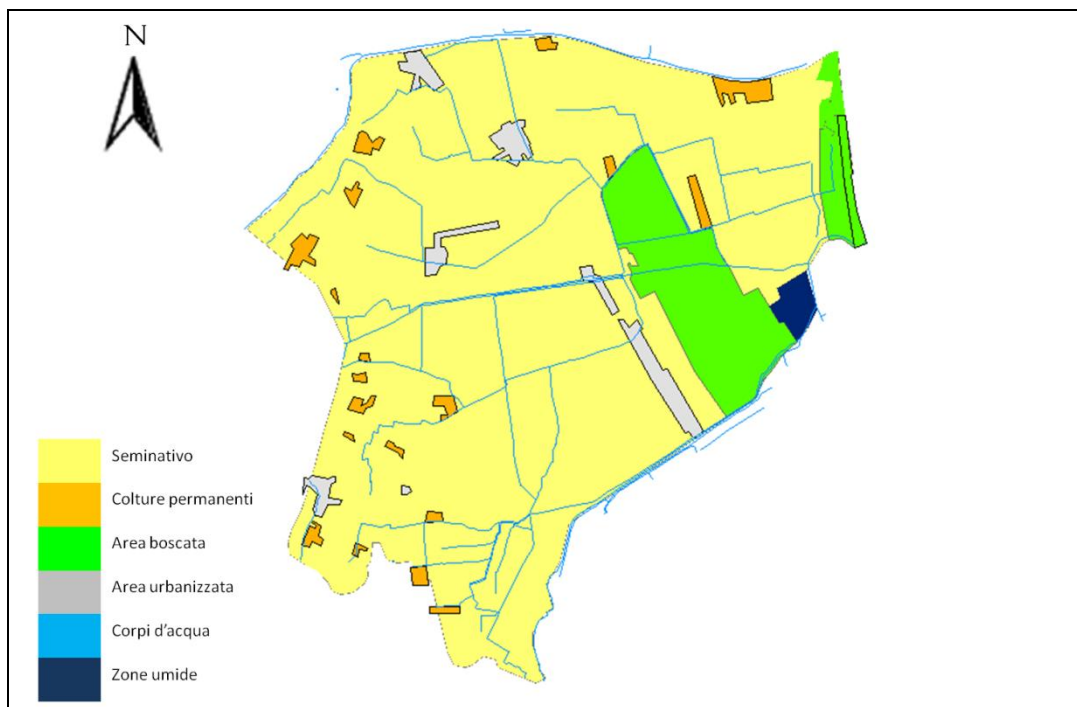 N
Seminativo
Colture permanenti
Area boscata
Area urbanizzata
Corpi d'acqua
Zone umide